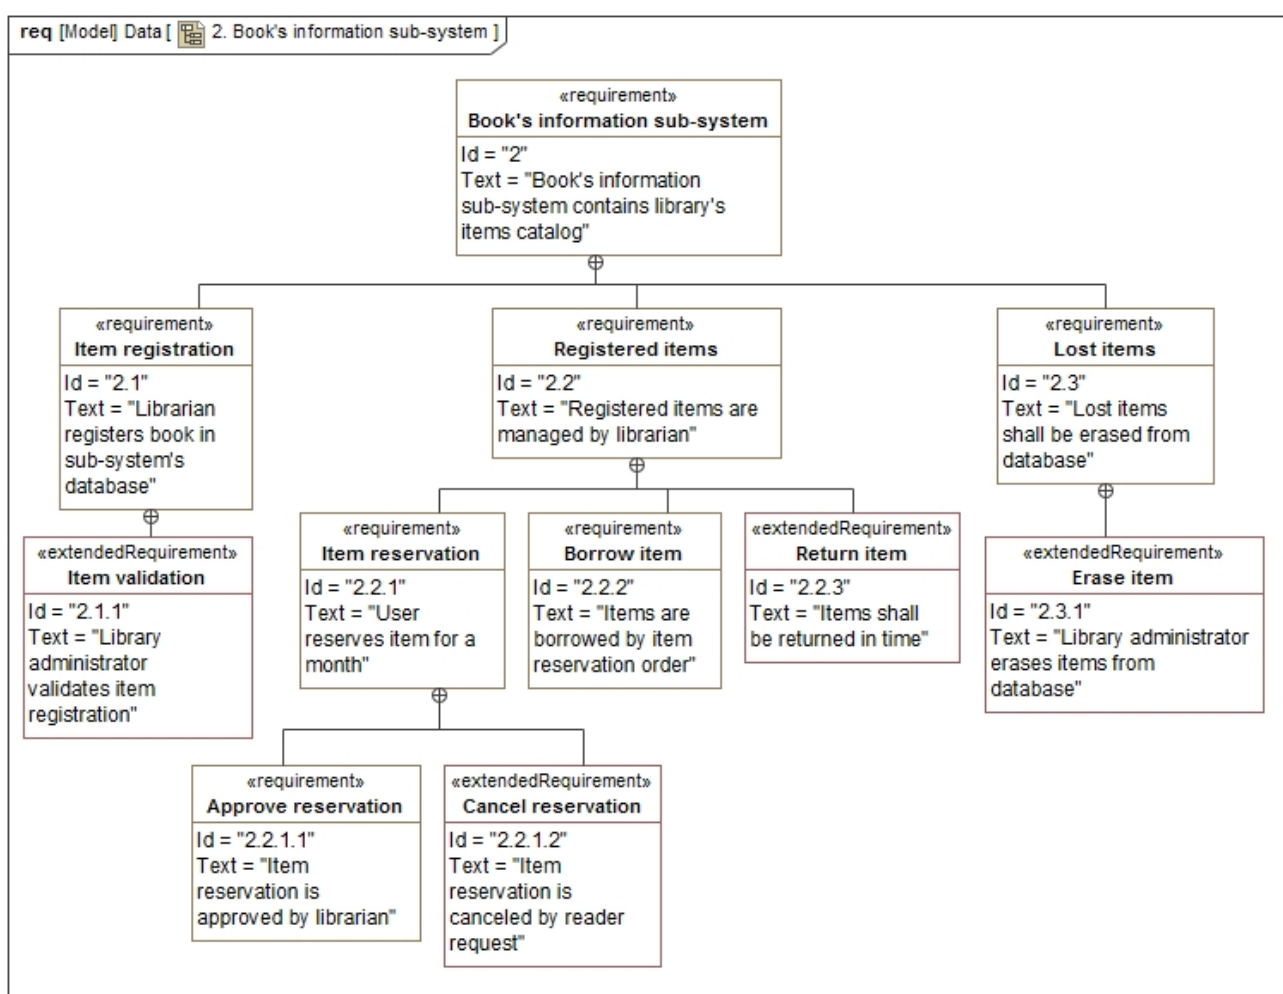 req [Model] Data [ 2. Book's information sub-system ]
«requirement»
Book's information sub-system
Id = "2"
Text = "Book's information
sub-system contains library's
items catalog"
«requirement»
Item registration
Id = "2.1"
Text = "Librarian
registers book in
sub-system's
database"
«requirement»
Registered items
Id = "2.2"
Text = "Registered items are
managed by librarian"
«requirement»
Lost items
Id = "2.3"
Text = "Lost items
shall be erased from
database"
«extendedRequirement»
Item validation
Id = "2.1.1"
Text = "Library
administrator
validates item
registration"
«requirement»
Item reservation
Id = "2.2.1"
Text = "User
reserves item for a
month"
«requirement»
Borrow item
Id = "2.2.2"
Text = "Items are
borrowed by item
reservation order"
«extendedRequirement»
Return item
Id = "2.2.3"
Text = "Items shall
be returned in time"
«extendedRequirement»
Erase item
Id = "2.3.1"
Text = "Library administrator
erases items from
database"
«requirement»
Approve reservation
Id = "2.2.1.1"
Text = "Item
reservation is
approved by librarian"
«extendedRequirement»
Cancel reservation
Id = "2.2.1.2"
Text = "Item
reservation is
canceled by reader
request"